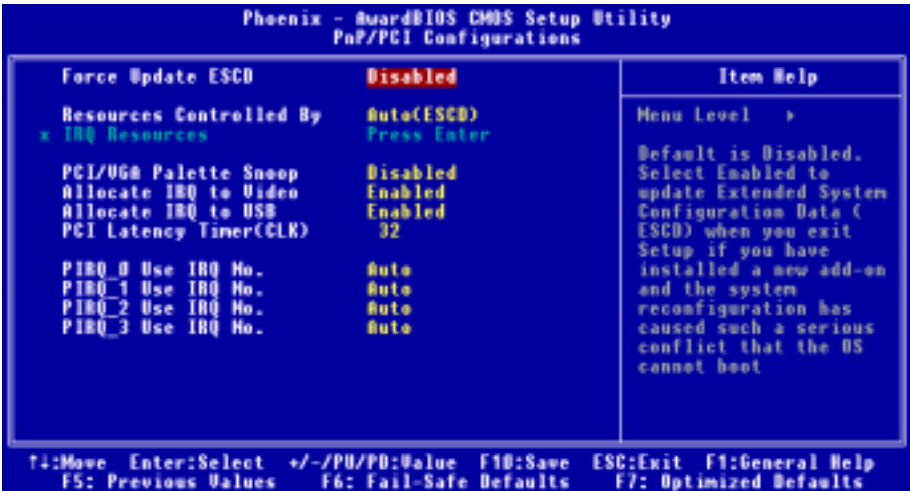 Phoenix - AwardBIOS CMOS Setup Utility
PnP/PCI Configurations
Force Update ESCD Disabled
Resources Controlled By Auto(ESCD)
x IRQ Resources Press Enter
PCI/VGA Palette Snoop Disabled
Allocate IRQ to Video Enabled
Allocate IRQ to USB Enabled
PCI Latency Timer(CLK) 32
PIRQ_0 Use IRQ No. Auto
PIRQ_1 Use IRQ No. Auto
PIRQ_2 Use IRQ No. Auto
PIRQ_3 Use IRQ No. Auto
Item Help
Menu Level ▸
Default is Disabled.
Select Enabled to
update Extended System
Configuration Data (
ESCD) when you exit
Setup if you have
installed a new add-on
and the system
reconfiguration has
caused such a serious
conflict that the OS
cannot boot
↑↓:Move Enter:Select +/-/PU/PD:Value F10:Save ESC:Exit F1:General Help
F5: Previous Values F6: Fail-Safe Defaults F7: Optimized Defaults